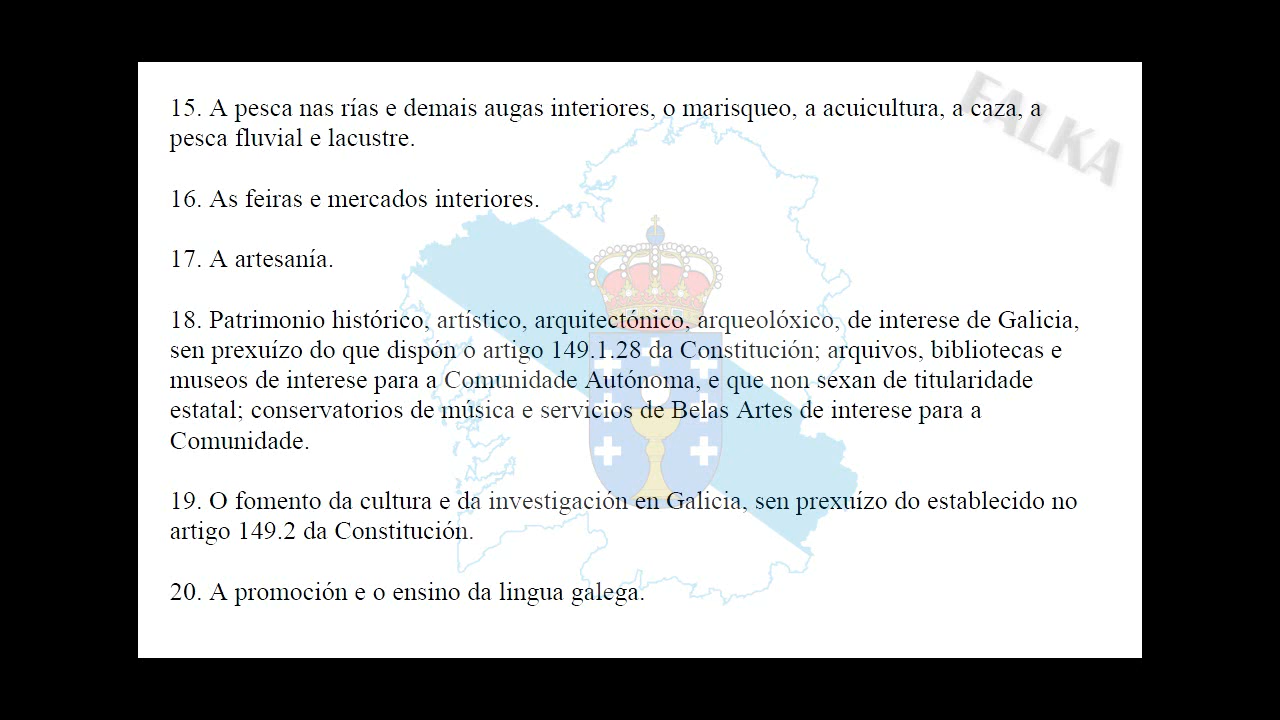 FALKA
15. A pesca nas rías e demais augas interiores, o marisqueo, a acuicultura, a caza, a
pesca fluvial e lacustre.
16. As feiras e mercados interiores.
17. A artesanía.
18. Patrimonio histórico, artístico, arquitectónico, arqueolóxico, de interese de Galicia,
sen prexuízo do que dispón o artigo 149.1.28 da Constitución; arquivos, bibliotecas e
museos de interese para a Comunidade Autónoma, e que non sexan de titularidade
estatal; conservatorios de música e servicios de Belas Artes de interese para a
Comunidade.
19. O fomento da cultura e da investigación en Galicia, sen prexuízo do establecido no
artigo 149.2 da Constitución.
20. A promoción e o ensino da lingua galega.